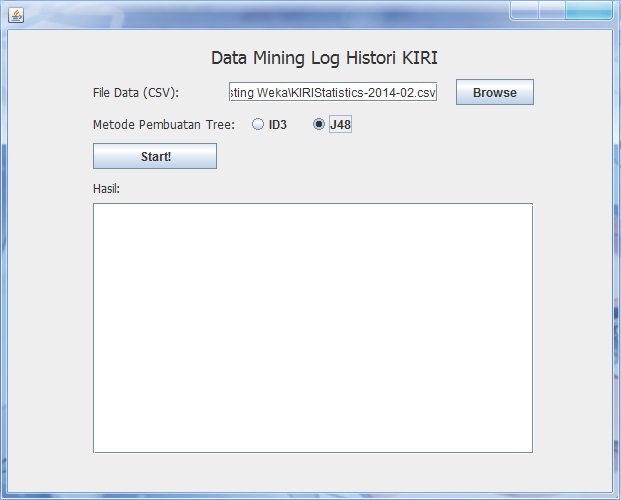 Data Mining Log Histori KIRI
File Data (CSV): sting Weka\KIRIStatistics-2014-02.csv Browse
Metode Pembuatan Tree: ID3 J48
Start!
Hasil: